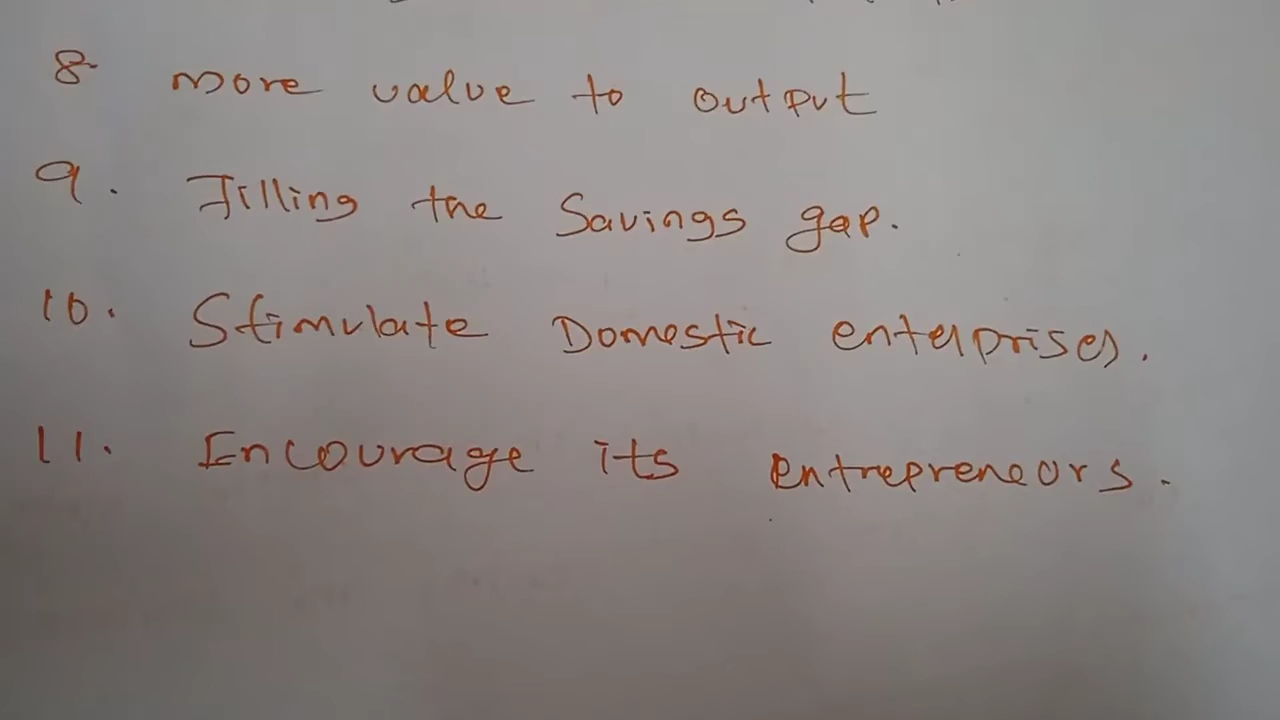 8. More value to output
9. Filling the Savings gap.
10. Stimulate Domestic enterprises.
11. Encourage its entrepreneurs.